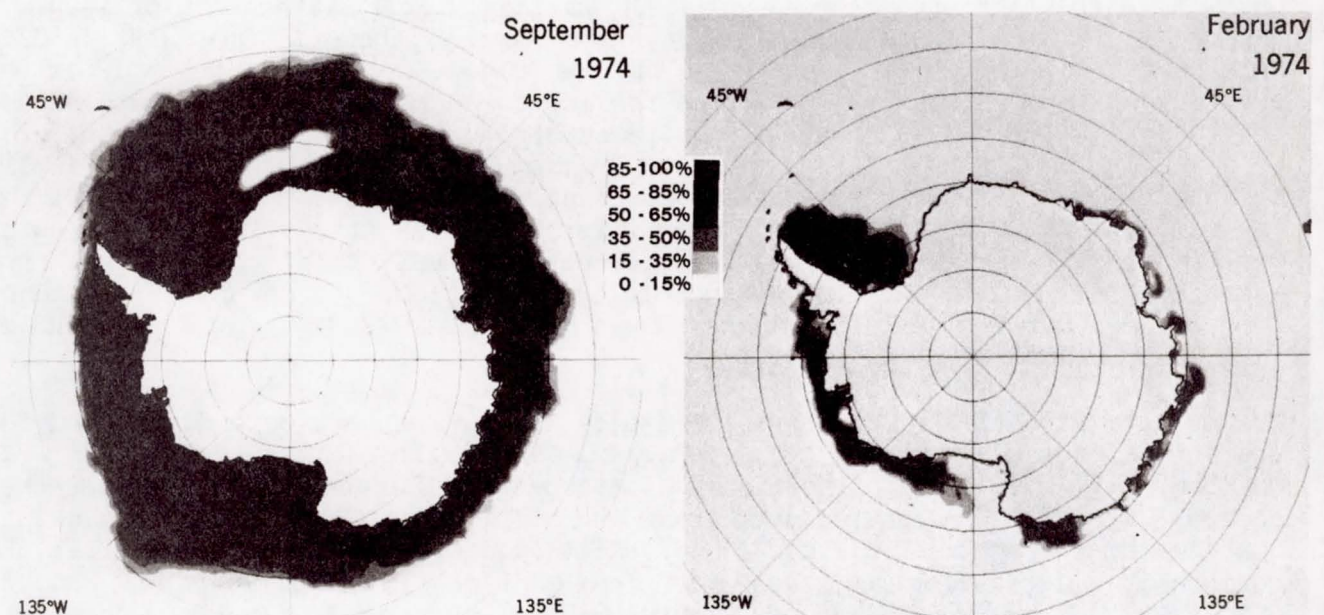 September
1974
45°W
45°E
135°W
135°E
85-100%
65 - 85%
50 - 65%
35 - 50%
15 - 35%
0 - 15%
February
1974
45°W
45°E
135°W
135°E